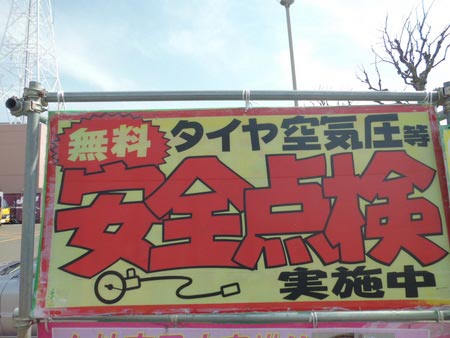 無料 タイヤ空気圧等
安全点検
実施中